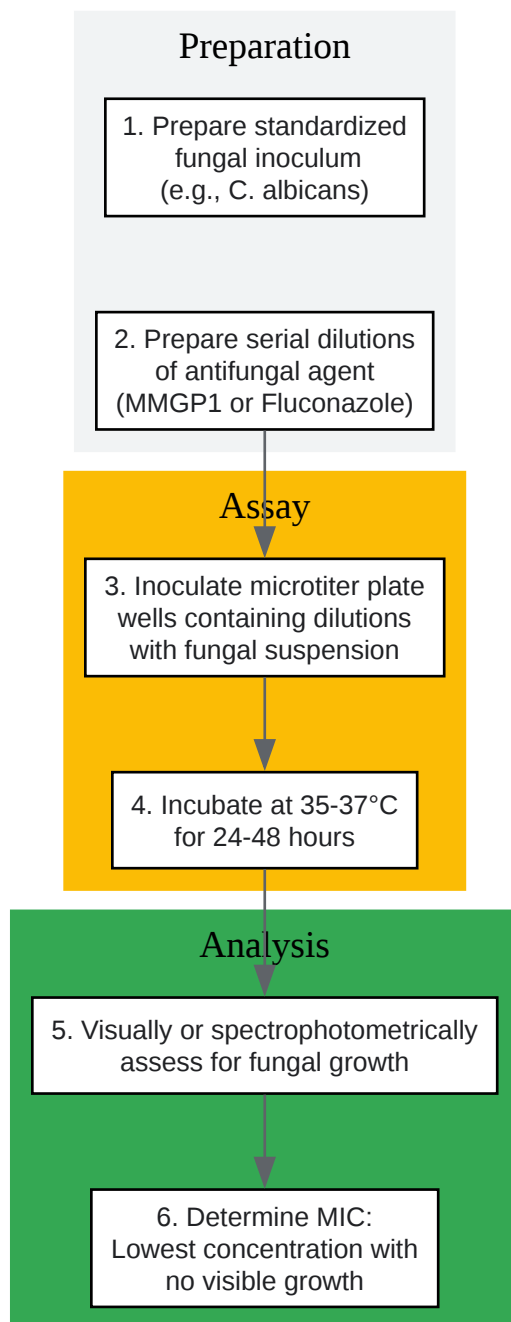 Preparation
1. Prepare standardized
fungal inoculum
(e.g., C. albicans)
2. Prepare serial dilutions
of antifungal agent
(MMGP1 or Fluconazole)
Assay
3. Inoculate microtiter plate
wells containing dilutions
with fungal suspension
4. Incubate at 35-37°C
for 24-48 hours
Analysis
5. Visually or spectrophotometrically
assess for fungal growth
6. Determine MIC:
Lowest concentration with
no visible growth